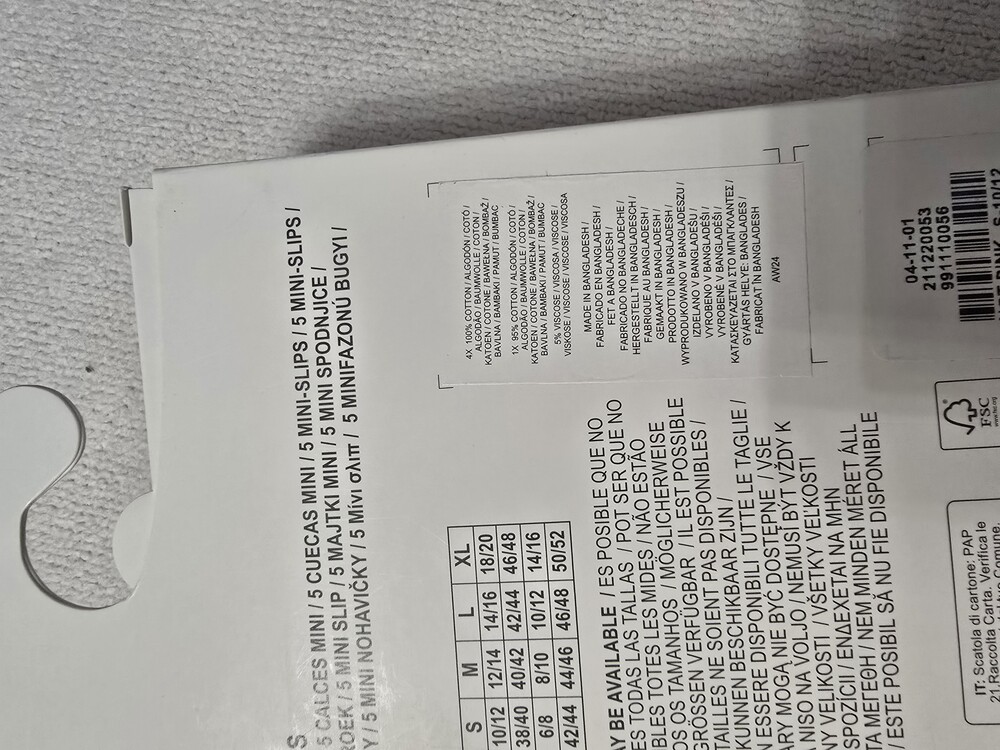 S
5 CALCES MINI / 5 CUECAS MINI / 5 MINI-SLIPS / 5 MINI-SLIPS /
ROEK / 5 MINI SLIP / 5 MAJTKI MINI / 5 MINI SPODNJICE /
Y / 5 MINI NOHAVIČKY / 5 Μίνι σλιπ / 5 MINIFAZONÚ BUGYI /
S M L XL
10/12 12/14 14/16 18/20
38/40 40/42 42/44 46/48
6/8 8/10 10/12 14/16
42/44 44/46 46/48 50/52
AY BE AVAILABLE / ES POSIBLE QUE NO
ES TODAS LAS TALLAS / POT SER QUE NO
BLES TOTES LES MIDES / NÃO ESTÃO
OS OS TAMANHOS / MÖGLICHERWEISE
GRÖSSEN VERFÜGBAR / IL EST POSSIBLE
TAILLES NE SOIENT PAS DISPONIBLES /
KUNNEN BESCHIKBAAR ZIJN /
ESSERE DISPONIBILI TUTTE LE TAGLIE /
ARY MOGĄ NIE BYĆ DOSTĘPNE / VSE
A NISO NA VOLJO / NEMUSÍ BÝT VŽDY K
AY VELIKOSTI / VŠETKY VEĽKOSTI
SPOZÍCII / ΕΝΔΕΧΕΤΑΙ ΝΑ ΜΗΝ
ΤΑ ΜΕΓΕΘΗ / NEM MINDEN MÉRET ÁLL
/ ESTE POSIBIL SĂ NU FIE DISPONIBILE
4X 100% COTTON / ALGODÓN / COTÓ /
ALGODÃO / BAUMWOLLE / COTON /
KATOEN / COTONE / BAWEŁNA / BOMBAŽ /
BAVLNA / ΒΑΜΒΑΚΙ / PAMUT / BUMBAC
1X 95% COTTON / ALGODÓN / COTÓ /
ALGODÃO / BAUMWOLLE / COTON /
KATOEN / COTONE / BAWEŁNA / BOMBAŽ /
BAVLNA / ΒΑΜΒΑΚΙ / PAMUT / BUMBAC
5% VISCOSE / VISCOSA / VISCOSE /
VISKOSE / VISCOSE / VISCOSE / VISCOSA
MADE IN BANGLADESH /
FABRICADO EN BANGLADESH /
FET A BANGLADESH /
FABRICADO NO BANGLADECHE /
HERGESTELLT IN BANGLADESCH /
FABRIQUE AU BANGLADESH /
GEMAAKT IN BANGLADESH /
PRODOTTO IN BANGLADESH /
WYPRODUKOWANO W BANGLADESZU /
IZDELANO V BANGLADEŠU /
VYROBENO V BANGLADÉŠI /
VYROBENÉ V BANGLADÉŠI /
ΚΑΤΑΣΚΕΥΑΖΕΤΑΙ ΣΤΟ ΜΠΑΓΚΛΑΝΤΕΣ /
GYÁRTÁS HELYE: BANGLADES /
FABRICAT ÎN BANGLADESH
AW24
04-11-01
211220053
991110056
FSC
IT: Scatola di cartone: PAP
21 Raccolta Carta. Verifica le